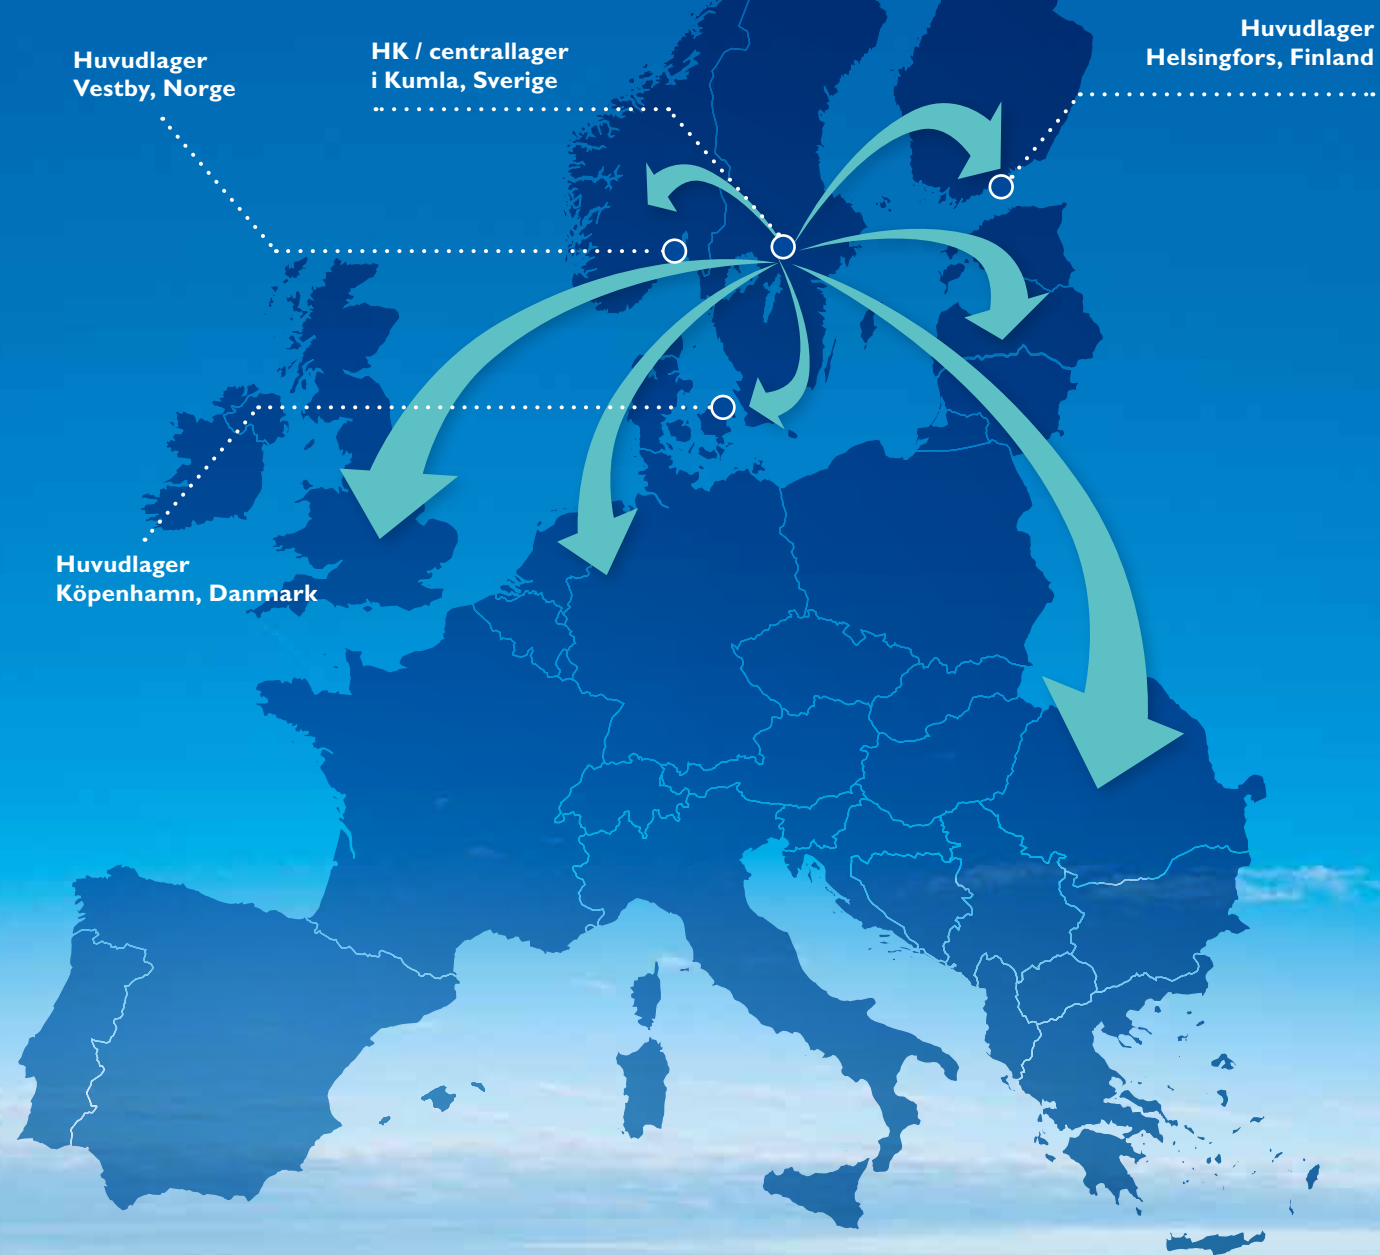 Huvudlager
Vestby, Norge
HK / centrallager
i Kumla, Sverige
Huvudlager
Helsingfors, Finland
Huvudlager
Köpenhamn, Danmark